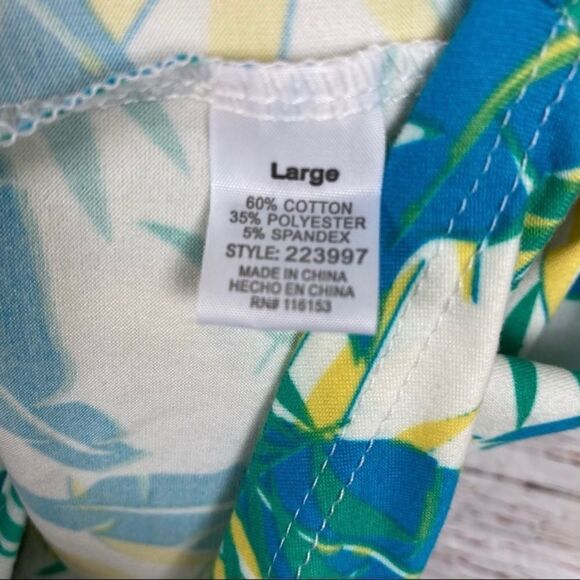 Large
60% COTTON
35% POLYESTER
5% SPANDEX
STYLE: 223997
MADE IN CHINA
HECHO EN CHINA
RN# 116153